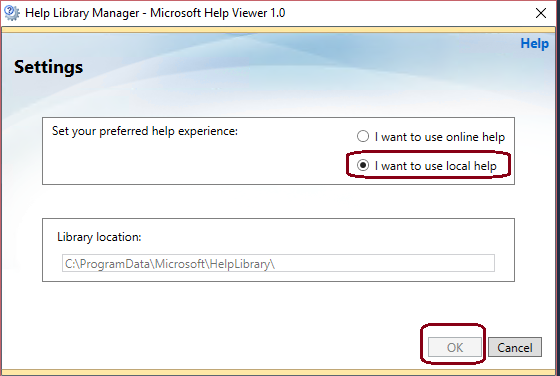 Help Library Manager - Microsoft Help Viewer 1.0
Help
Settings
Set your preferred help experience:
I want to use online help
I want to use local help
Library location:
C:\ProgramData\Microsoft\HelpLibrary\
OK
Cancel